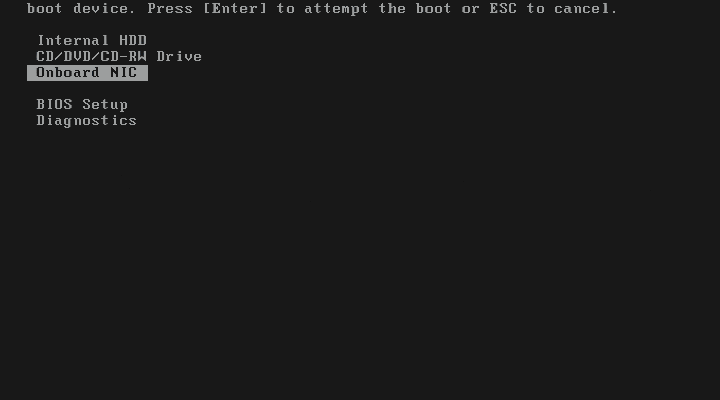 boot device. Press [Enter] to attempt the boot or ESC to cancel.
Internal HDD
CD/DVD/CD-RW Drive
Onboard NIC
BIOS Setup
Diagnostics